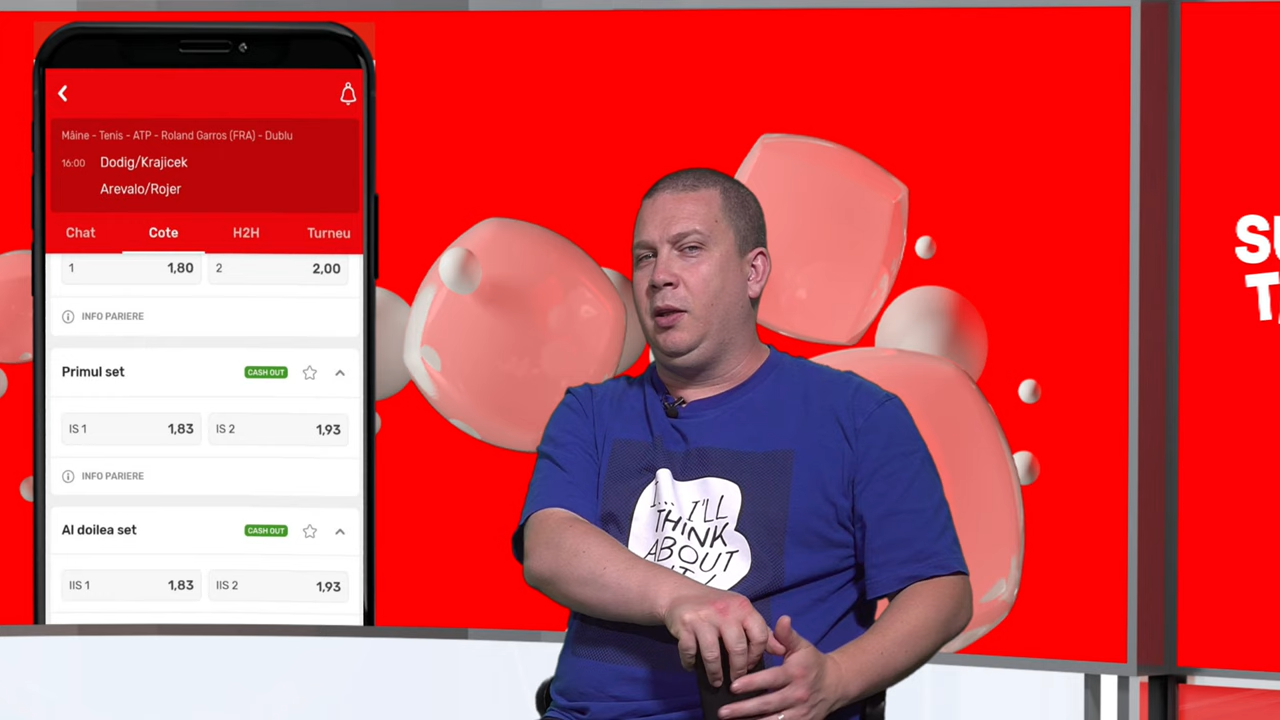 Mâine - Tenis - ATP - Roland Garros (FRA) - Dublu
16:00 Dodig/Krajicek
Arevalo/Rojer
Chat Cote H2H Turneu
1 1,80 2 2,00
INFO PARIERE
Primul set CASH OUT
IS 1 1,83 IS 2 1,93
INFO PARIERE
Al doilea set CASH OUT
IIS 1 1,83 IIS 2 1,93
I... I'LL
THINK
ABOUT